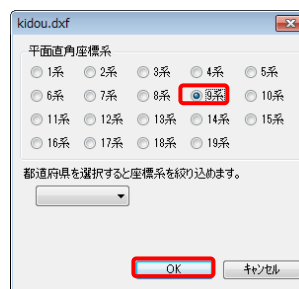 kidou.dxf
平面直角座標系
1系 2系 3系 4系 5系
6系 7系 8系 9系 10系
11系 12系 13系 14系 15系
16系 17系 18系 19系
都道府県を選択すると座標系を絞り込めます。
OK キャンセル